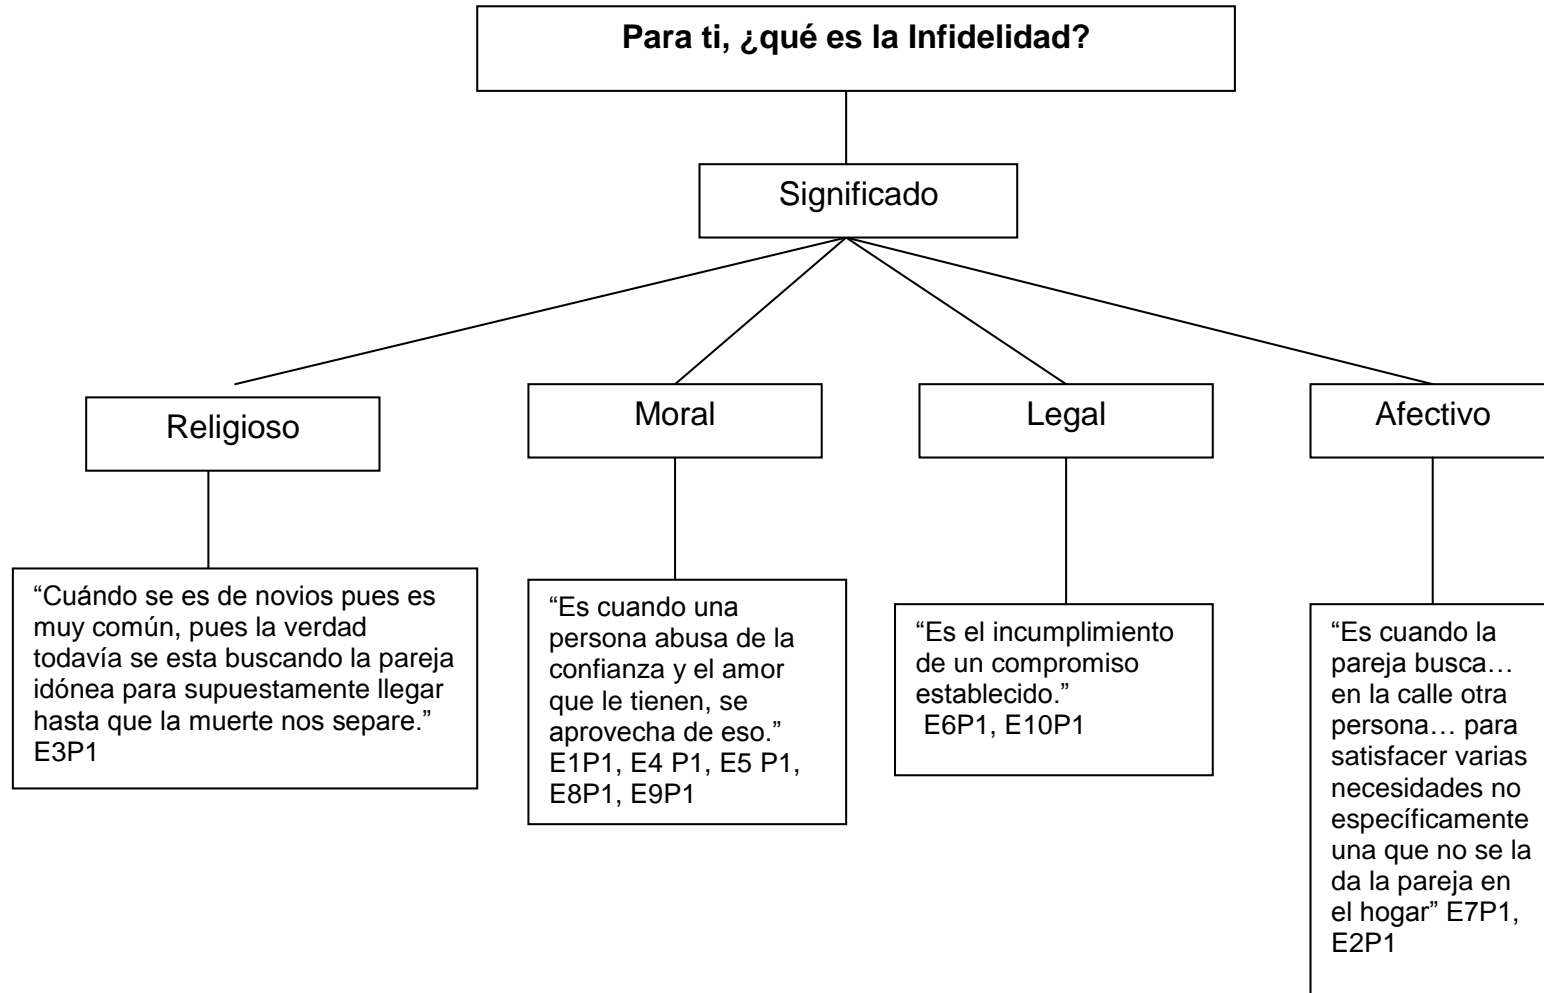 Para ti, ¿qué es la Infidelidad?
Significado
Religioso
Moral
Legal
Afectivo
“Cuándo se es de novios pues es
muy común, pues la verdad
todavía se esta buscando la pareja
idónea para supuestamente llegar
hasta que la muerte nos separe.”
E3P1
“Es cuando una
persona abusa de la
confianza y el amor
que le tienen, se
aprovecha de eso.”
E1P1, E4 P1, E5 P1,
E8P1, E9P1
“Es el incumplimiento
de un compromiso
establecido.”
E6P1, E10P1
“Es cuando la
pareja busca…
en la calle otra
persona… para
satisfacer varias
necesidades no
específicamente
una que no se la
da la pareja en
el hogar” E7P1,
E2P1